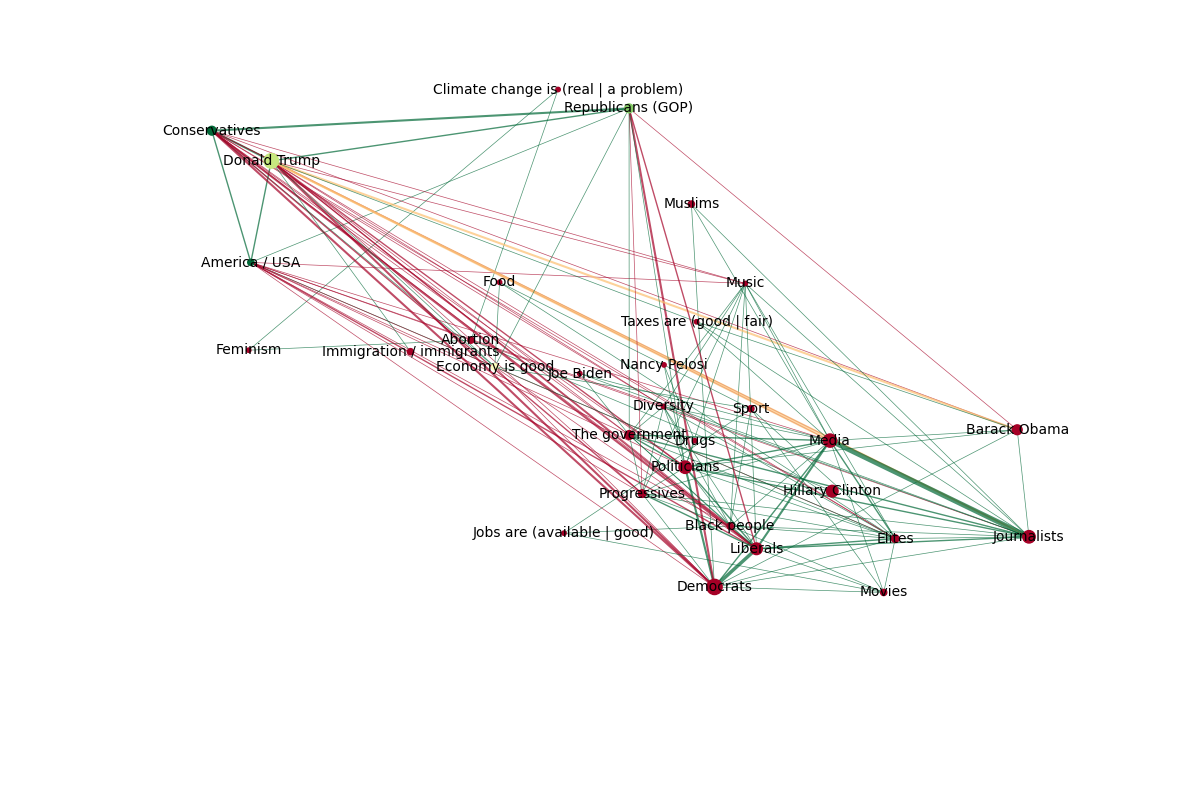 Climate change is (real | a problem)
Republicans (GOP)
Conservatives
Donald Trump
Muslims
America / USA
Food
Music
Taxes are (good | fair)
Abortion
Feminism
Immigration / immigrants
Economy is good
Nancy Pelosi
Joe Biden
Diversity
Sport
Barack Obama
The government
Drugs
Media
Politicians
Progressives
Hillary Clinton
Black people
Jobs are (available | good)
Liberals
Elites
Journalists
Democrats
Movies